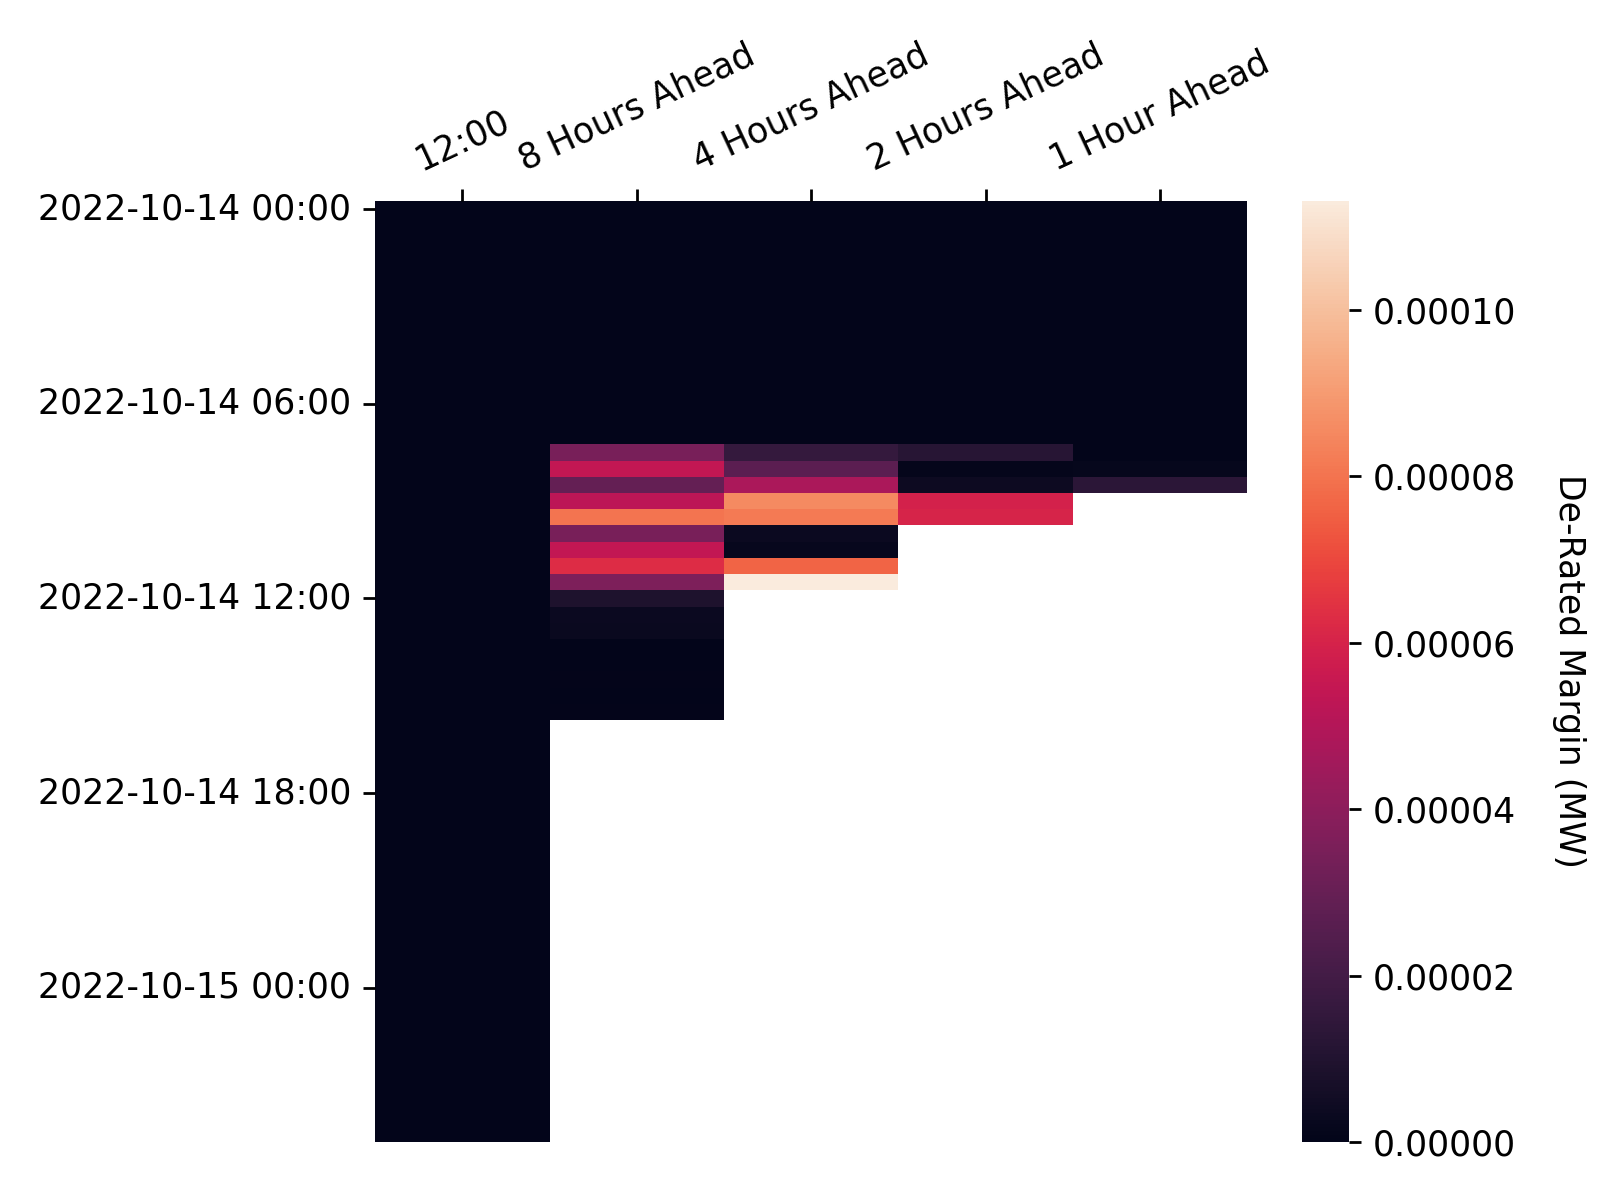 12:00
8 Hours Ahead
4 Hours Ahead
2 Hours Ahead
1 Hour Ahead
2022-10-14 00:00
2022-10-14 06:00
2022-10-14 12:00
2022-10-14 18:00
2022-10-15 00:00
0.00010
0.00008
0.00006
0.00004
0.00002
0.00000
De-Rated Margin (MW)